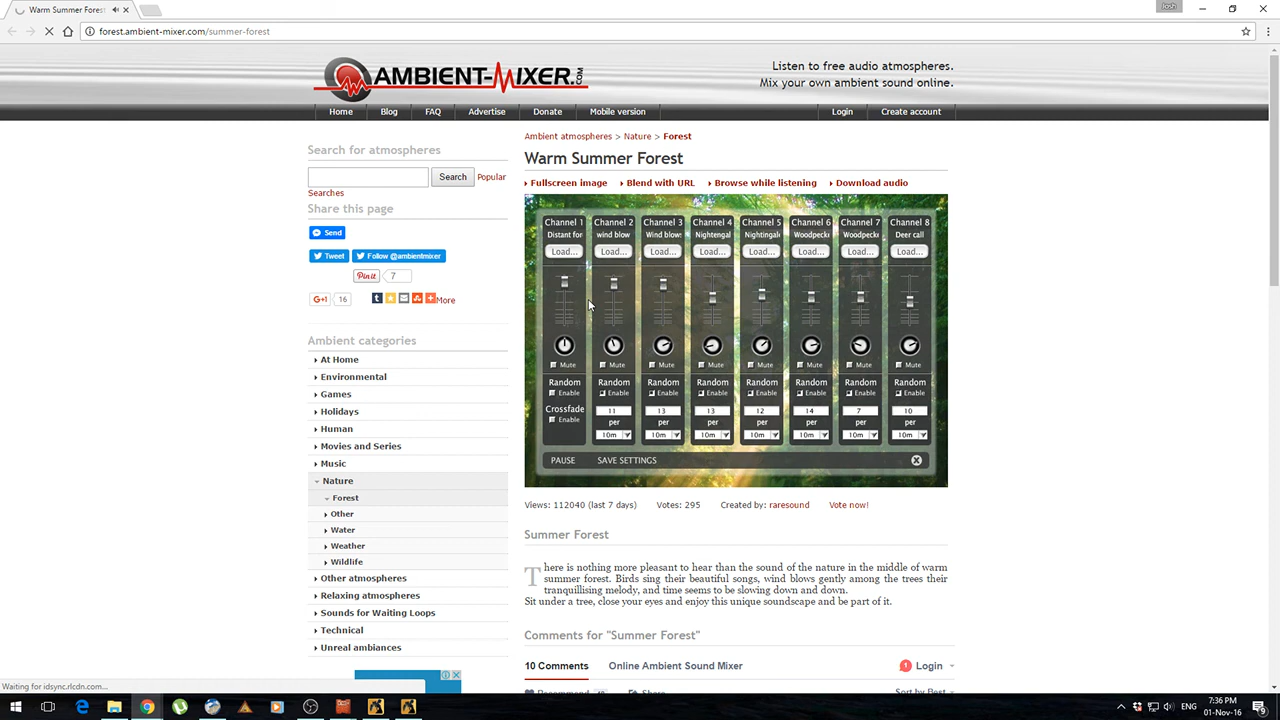 Warm Summer Forest
Josh
forest.ambient-mixer.com/summer-forest
AMBIENT-MIXER.COM
Listen to free audio atmospheres.
Mix your own ambient sound online.
Home Blog FAQ Advertise Donate Mobile version Login Create account
Ambient atmospheres > Nature > Forest
Search for atmospheres
Warm Summer Forest
Search Popular
Searches
Fullscreen image Blend with URL Browse while listening Download audio
Share this page
Send
Tweet Follow @ambientmixer
Pin it 7
G+1 16 More
Channel 1 Channel 2 Channel 3 Channel 4 Channel 5 Channel 6 Channel 7 Channel 8
Distant for wind blow Wind blow Nightengal Nightingal Woodpeck Woodpeck Deer call
Load... Load... Load... Load... Load... Load... Load... Load...
Mute Mute Mute Mute Mute Mute Mute Mute
Random Random Random Random Random Random Random Random
Enable Enable Enable Enable Enable Enable Enable Enable
Crossfade 11 13 13 12 14 7 10
Enable per per per per per per per
10m 10m 10m 10m 10m 10m 10m
PAUSE SAVE SETTINGS
Ambient categories
At Home
Environmental
Games
Holidays
Human
Movies and Series
Music
Nature
Forest
Other
Water
Weather
Wildlife
Other atmospheres
Relaxing atmospheres
Sounds for Waiting Loops
Technical
Unreal ambiances
Views: 112040 (last 7 days) Votes: 295 Created by: raresound Vote now!
Summer Forest
There is nothing more pleasant to hear than the sound of the nature in the middle of warm
summer forest. Birds sing their beautiful songs, wind blows gently among the trees their
tranquillising melody, and time seems to be slowing down and down.
Sit under a tree, close your eyes and enjoy this unique soundscape and be part of it.
Comments for "Summer Forest"
10 Comments Online Ambient Sound Mixer 1 Login
Recommend Share Sort by Best
Waiting for idsync.rlcdn.com...
ENG 7:36 PM
01-Nov-16